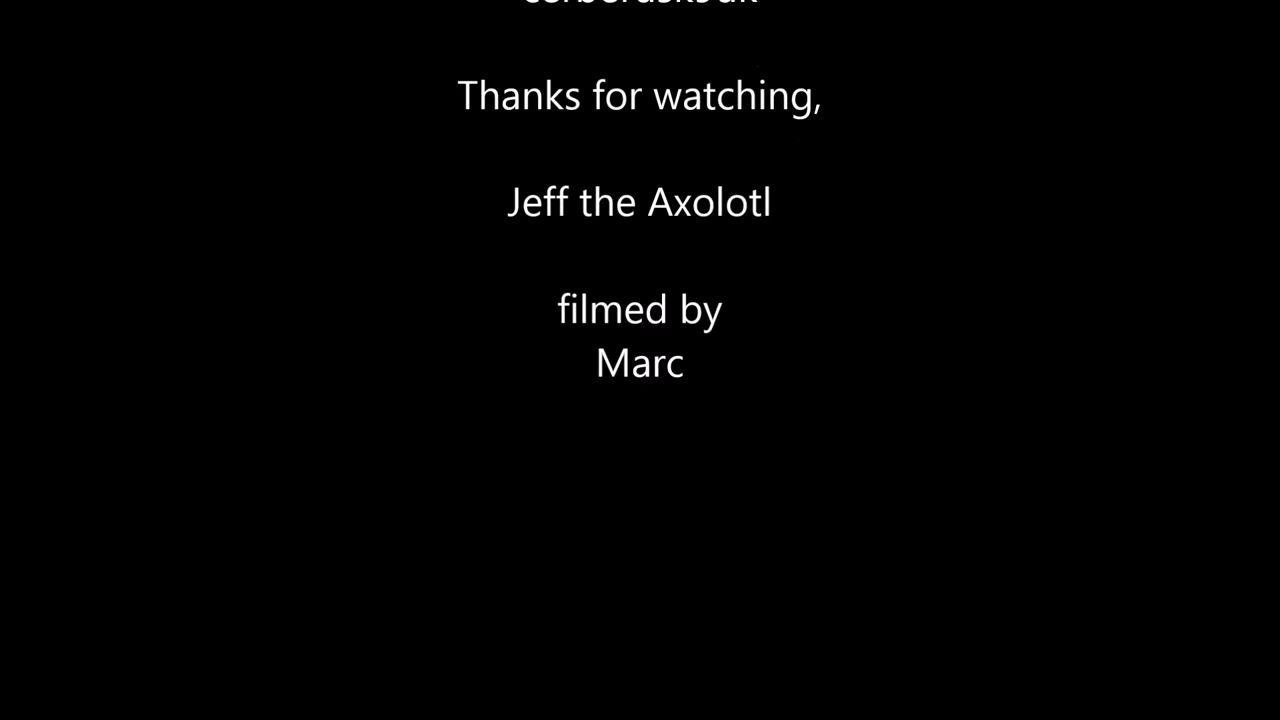 Thanks for watching,
Jeff the Axolotl
filmed by
Marc